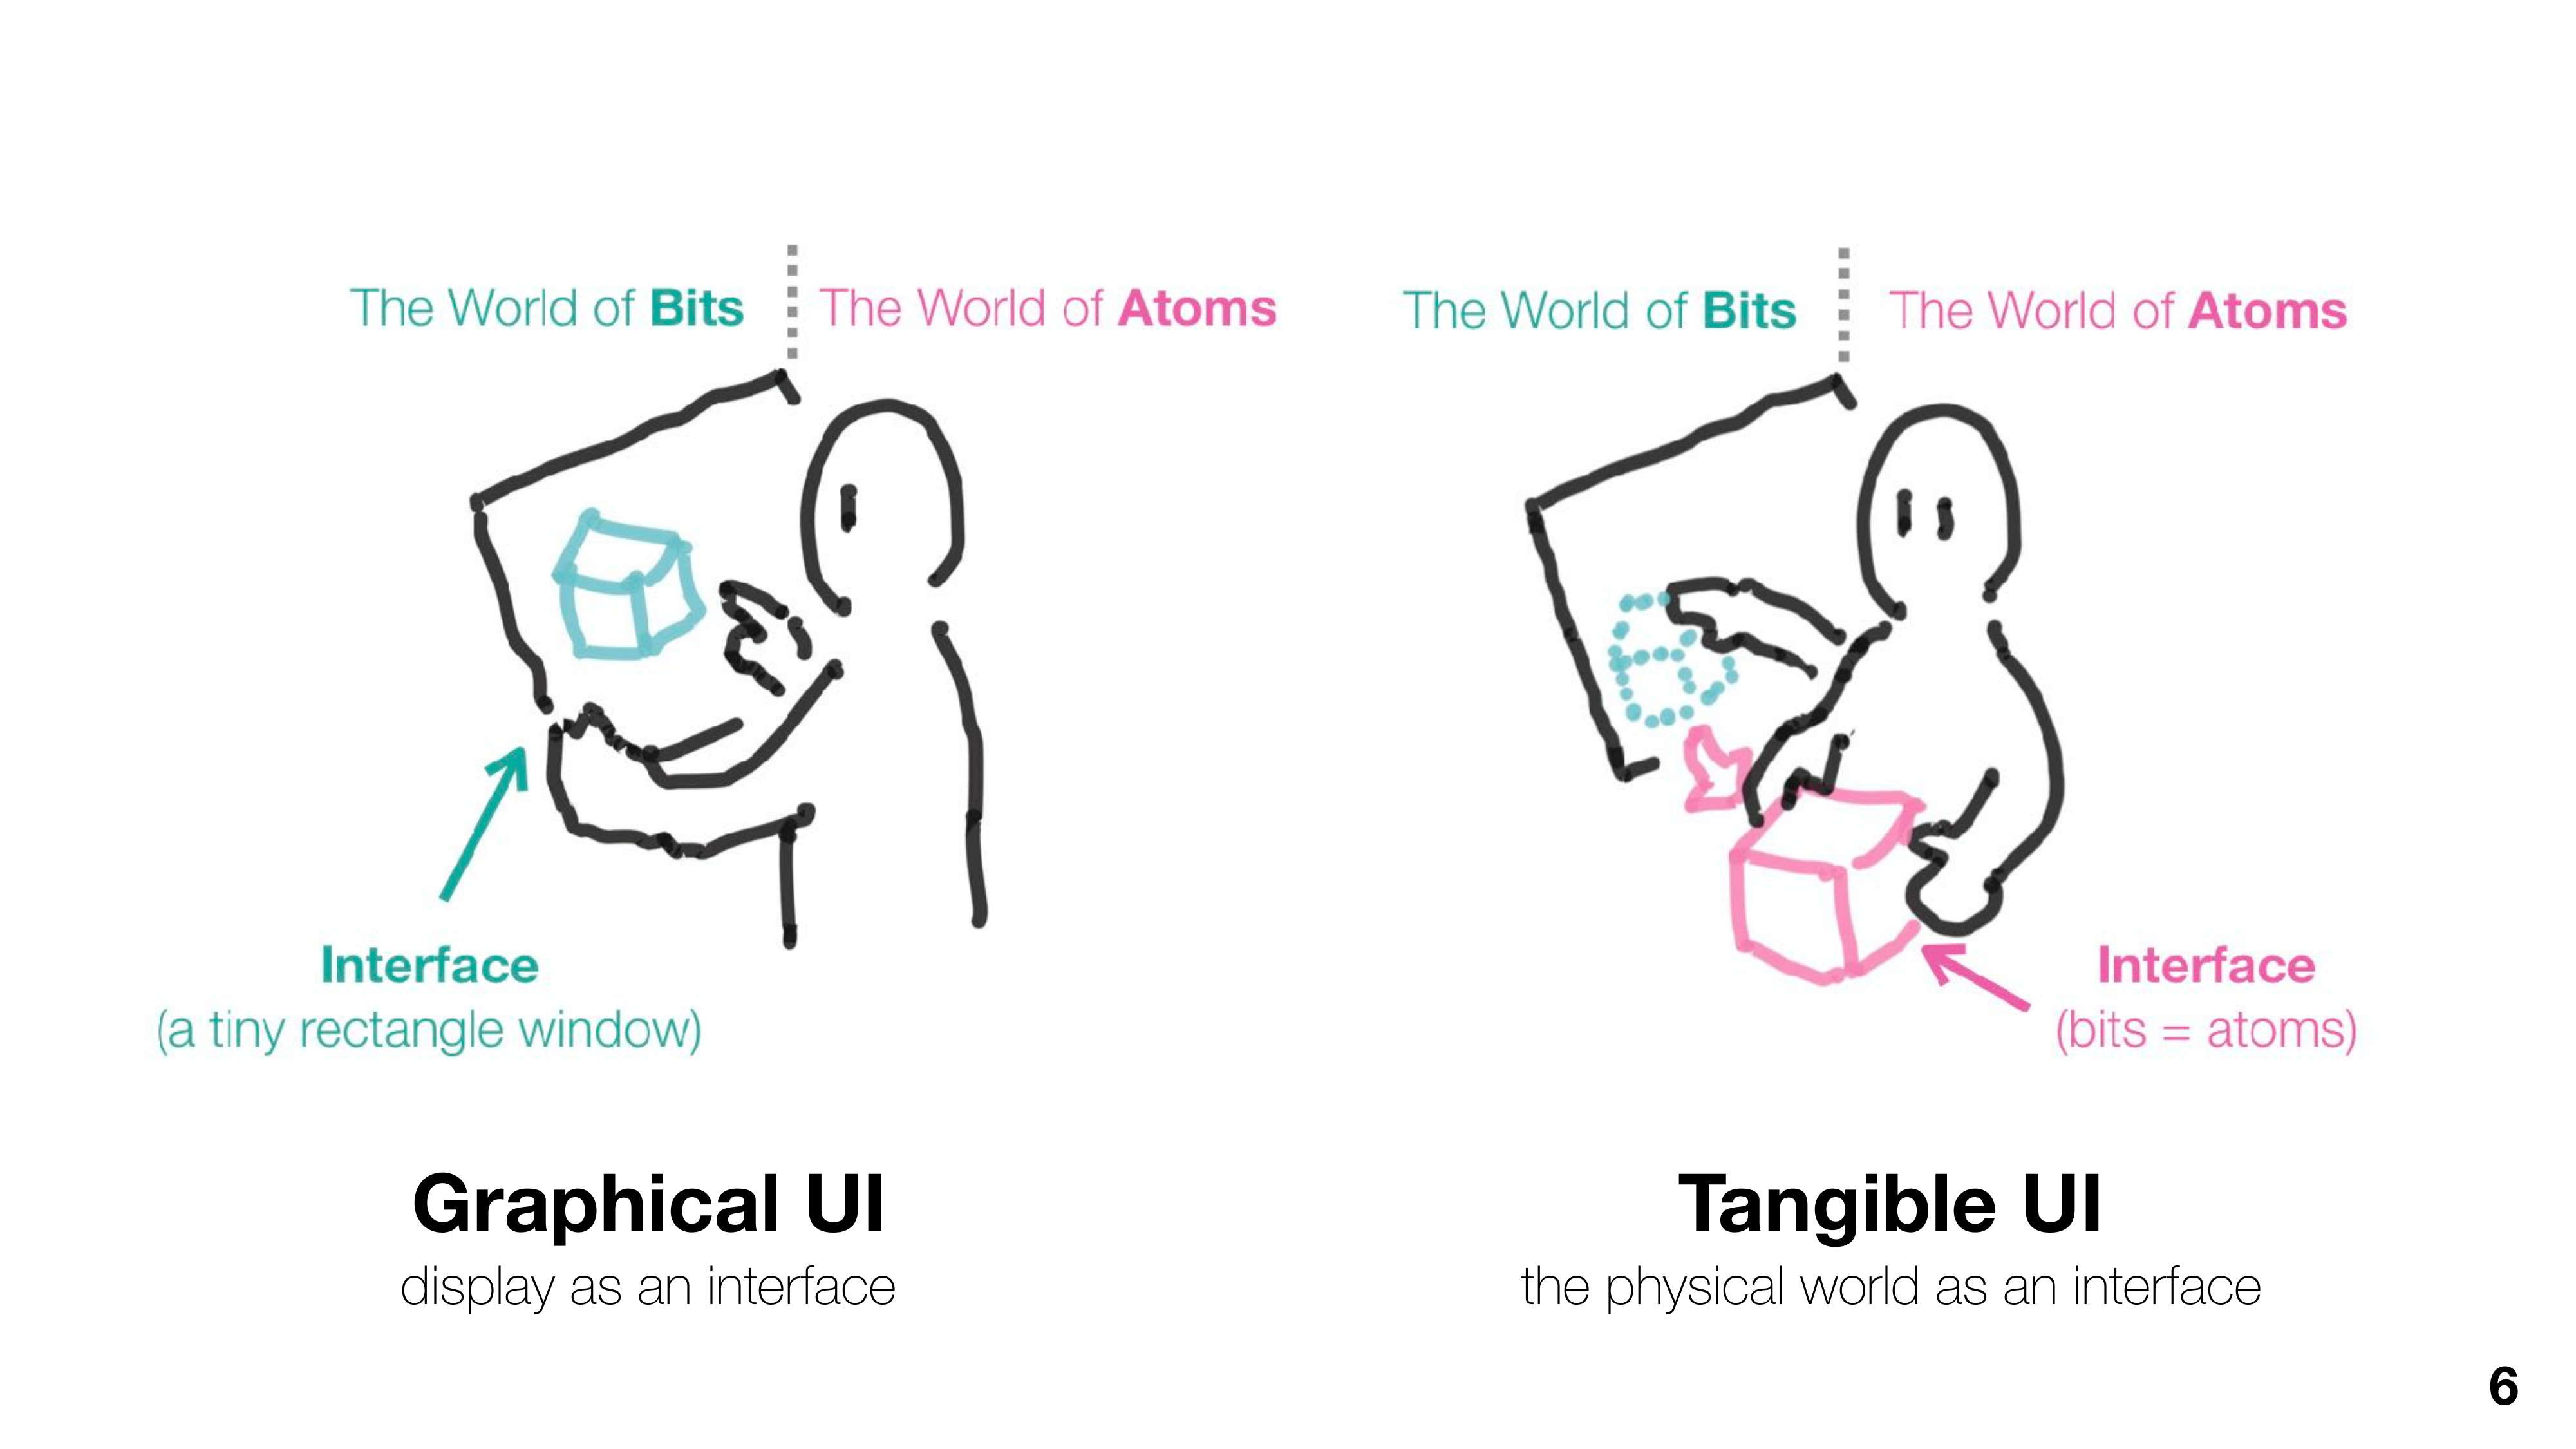 The World of Bits
The World of Atoms
Interface
(a tiny rectangle window)
Graphical UI
display as an interface
The World of Bits
The World of Atoms
Interface
(bits = atoms)
Tangible UI
the physical world as an interface
6